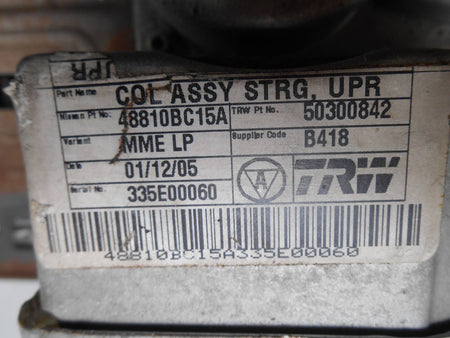 UPR
Part Name COL ASSY STRG, UPR
Nissan Pt No: 48810BC15A TRW Pt No. 50300842
Variant MME LP Supplier Code B418
Date 01/12/05
Serial No. 335E00060 A TRW
48810BC15A335E00060